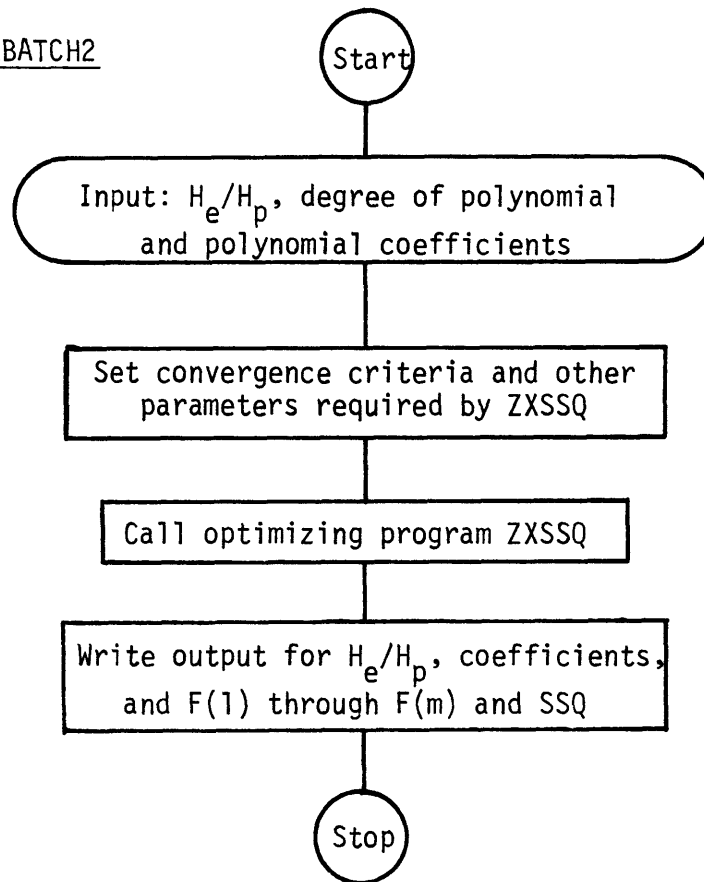 BATCH2
Start
Input: H_e/H_p, degree of polynomial
and polynomial coefficients
Set convergence criteria and other
parameters required by ZXSSQ
Call optimizing program ZXSSQ
Write output for H_e/H_p, coefficients,
and F(1) through F(m) and SSQ
Stop